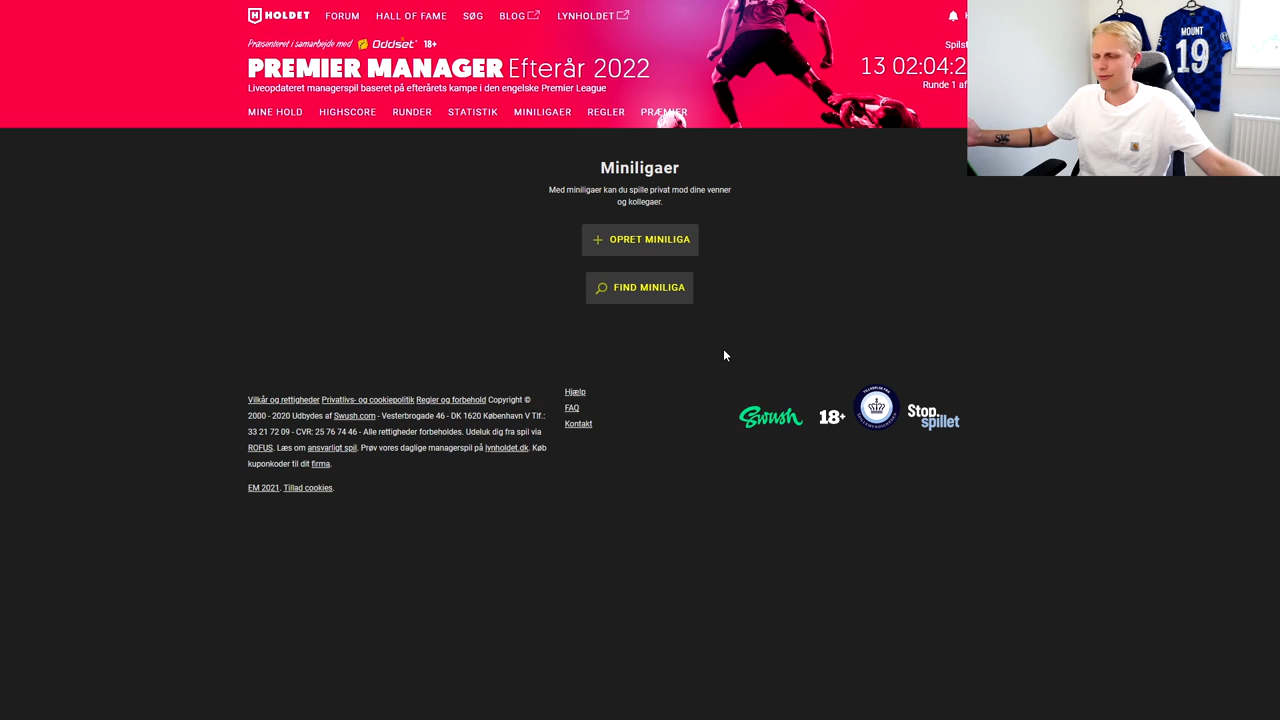 HOLDET FORUM HALL OF FAME SØG BLOG LYNHOLDET
Præsenteret i samarbejde med Oddset 18+
Spilst
PREMIER MANAGER Efterår 2022
13 02:04:2
Liveopdateret managerspil baseret på efterårets kampe i den engelske Premier League
Runde 1 af
MINE HOLD HIGHSCORE RUNDER STATISTIK MINILIGAER REGLER PRÆMIER
MOUNT
19
Miniligaer
Med miniligaer kan du spille privat mod dine venner
og kollegaer.
OPRET MINILIGA
FIND MINILIGA
Vilkår og rettigheder Privatlivs- og cookiepolitik Regler og forbehold Copyright ©
2000 - 2020 Udbydes af Swush.com - Vesterbrogade 46 - DK 1620 København V Tlf.:
33 21 72 09 - CVR: 25 76 74 46 - Alle rettigheder forbeholdes. Udeluk dig fra spil via
ROFUS. Læs om ansvarligt spil. Prøv vores daglige managerspil på lynholdet.dk. Køb
kuponkoder til dit firma.
EM 2021. Tillad cookies.
Hjælp
FAQ
Kontakt
Swush 18+
Stop
spillet